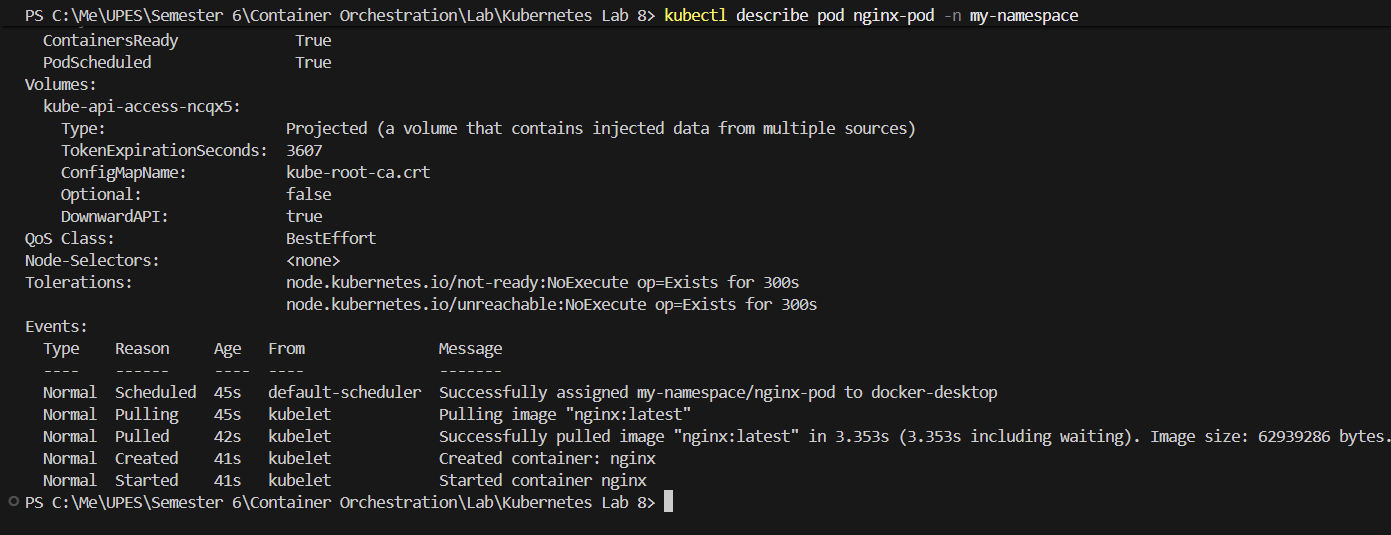 PS C:\Me\UPES\Semester 6\Container Orchestration\Lab\Kubernetes Lab 8> kubectl describe pod nginx-pod -n my-namespace
  ContainersReady             True
  PodScheduled                True
Volumes:
  kube-api-access-ncqx5:
    Type:                    Projected (a volume that contains injected data from multiple sources)
    TokenExpirationSeconds:  3607
    ConfigMapName:           kube-root-ca.crt
    Optional:                false
    DownwardAPI:             true
QoS Class:                   BestEffort
Node-Selectors:              <none>
Tolerations:                 node.kubernetes.io/not-ready:NoExecute op=Exists for 300s
                             node.kubernetes.io/unreachable:NoExecute op=Exists for 300s
Events:
  Type    Reason     Age   From               Message
  ----    ------     ----  ----               -------
  Normal  Scheduled  45s   default-scheduler  Successfully assigned my-namespace/nginx-pod to docker-desktop
  Normal  Pulling    45s   kubelet            Pulling image "nginx:latest"
  Normal  Pulled     42s   kubelet            Successfully pulled image "nginx:latest" in 3.353s (3.353s including waiting). Image size: 62939286 bytes.
  Normal  Created    41s   kubelet            Created container: nginx
  Normal  Started    41s   kubelet            Started container nginx
PS C:\Me\UPES\Semester 6\Container Orchestration\Lab\Kubernetes Lab 8>